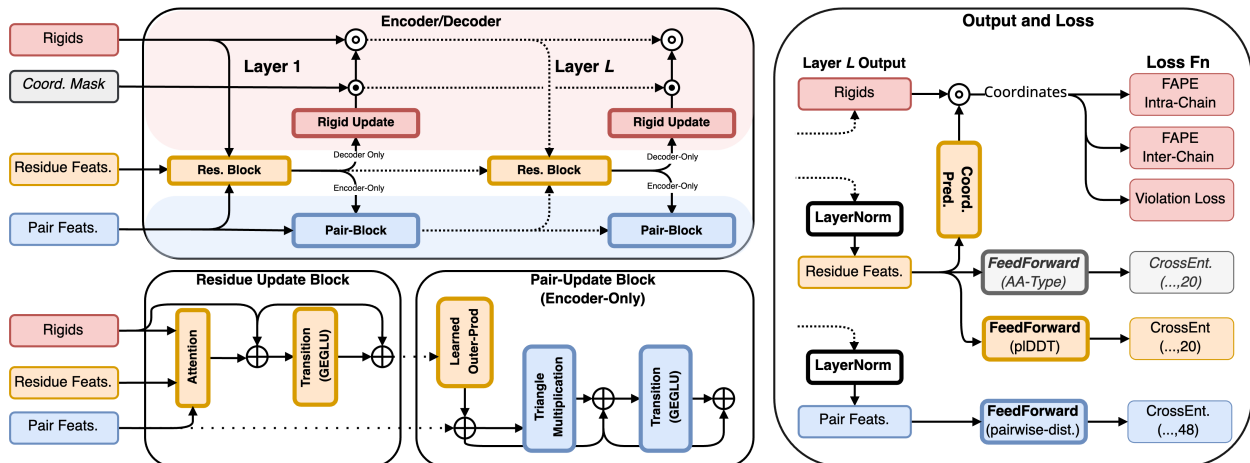 Encoder/Decoder
Rigids
Layer 1
Layer L
Coord. Mask
Rigid Update
Rigid Update
Decoder Only
Decoder-Only
Residue Feats.
Res. Block
Res. Block
Encoder-Only
Encoder-Only
Pair Feats.
Pair-Block
Pair-Block
Residue Update Block
Rigids
Residue Feats.
Pair Feats.
Attention
Transition
(GEGLU)
Pair-Update Block
(Encoder-Only)
Learned
Outer-Prod
Triangle
Multiplication
Transition
(GEGLU)
Output and Loss
Layer L Output
Loss Fn
Rigids
Coordinates
FAPE
Intra-Chain
FAPE
Inter-Chain
Violation Loss
Coord.
Pred.
LayerNorm
Residue Feats.
FeedForward
(AA-Type)
CrossEnt.
(...,20)
FeedForward
(plDDT)
CrossEnt
(...,20)
LayerNorm
Pair Feats.
FeedForward
(pairwise-dist.)
CrossEnt.
(...,48)